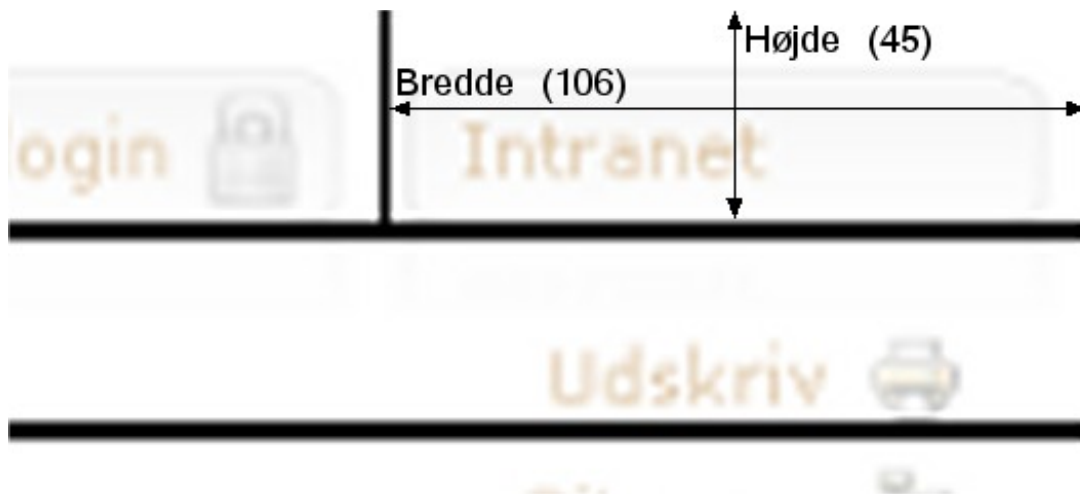 Højde (45)
Bredde (106)
ogin
Intranet
Udskriv